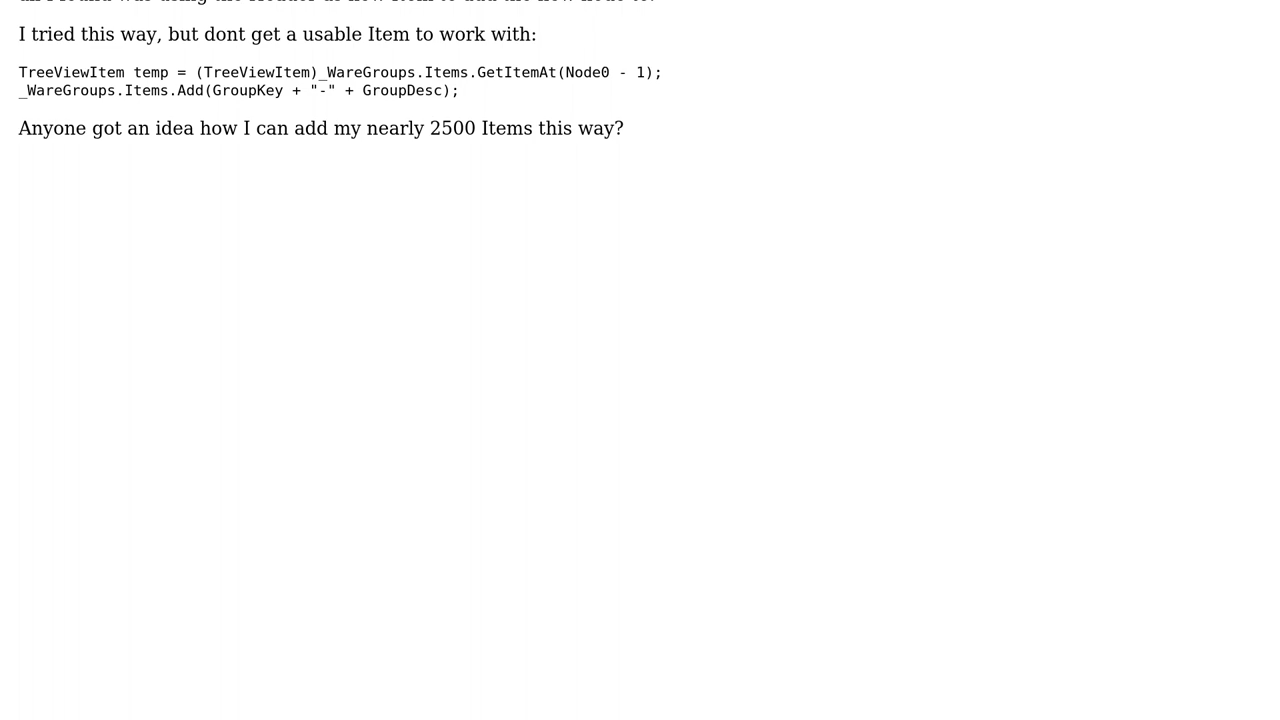 I tried this way, but dont get a usable Item to work with:
TreeViewItem temp = (TreeViewItem)_WareGroups.Items.GetItemAt(Node0 - 1);
_WareGroups.Items.Add(GroupKey + "-" + GroupDesc);
Anyone got an idea how I can add my nearly 2500 Items this way?